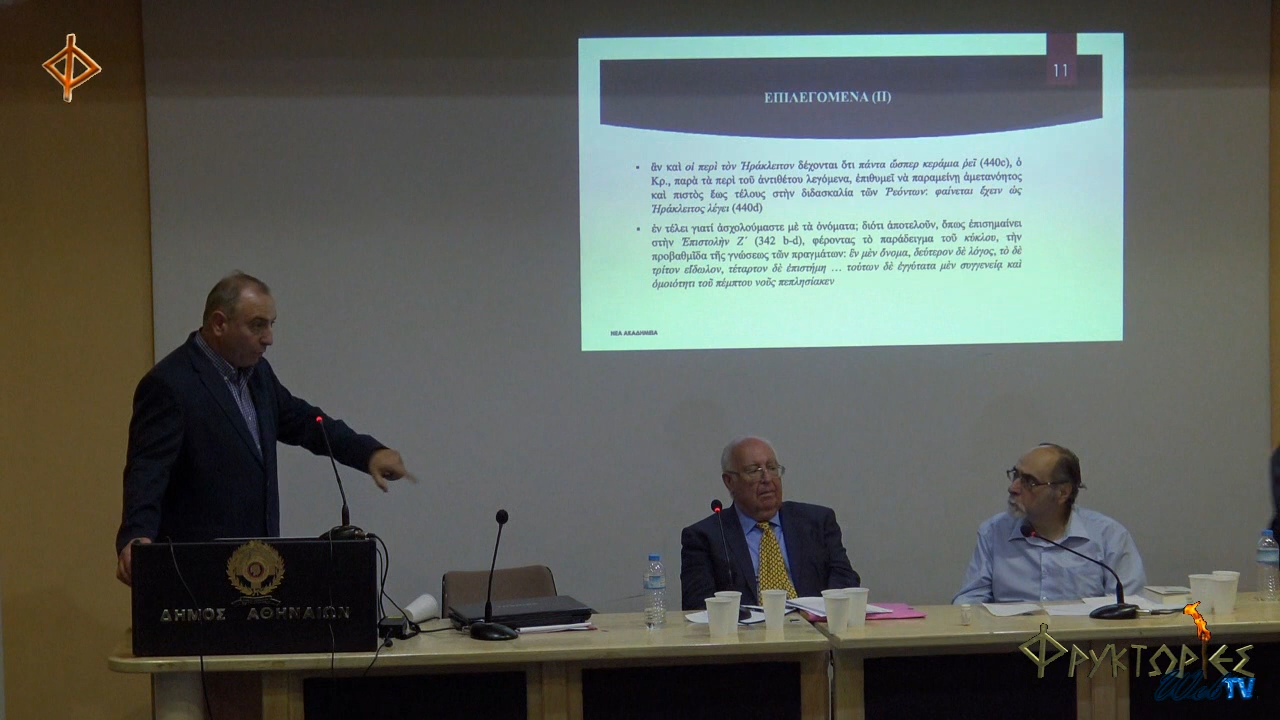 11
ΕΠΙΛΕΓΟΜΕΝΑ (ΙΙ)
• ἄν καὶ οἱ περὶ τὸν Ἡράκλειτον δέχονται ὅτι πάντα ὥσπερ κεράμια ῥεῖ (440c), ὁ
Κρ., παρὰ τὰ περὶ τοῦ ἀντιθέτου λεγόμενα, ἐπιθυμεῖ νὰ παραμείνῃ ἀμετανόητος
καὶ πιστὸς ἕως τέλους στὴν διδασκαλία τῶν Ῥεόντων: φαίνεται ἔχειν ὡς
Ἡράκλειτος λέγει (440d)
• ἐν τέλει γιατί ἀσχολούμαστε μὲ τὰ ὀνόματα; διότι ἀποτελοῦν, ὅπως ἐπισημαίνει
στὴν Ἐπιστολὴν Ζ΄ (342 b-d), φέροντας τὸ παράδειγμα τοῦ κύκλου, τὴν
προβαθμῖδα τῆς γνώσεως τῶν πραγμάτων: ἓν μὲν ὄνομα, δεύτερον δὲ λόγος, τὸ δὲ
τρίτον εἴδωλον, τέταρτον δὲ ἐπιστήμη … τούτων δὲ ἐγγύτατα μὲν συγγενείᾳ καὶ
ὁμοιότητι τοῦ πέμπτου νοῦς πεπλησίακεν
ΝΕΑ ΑΚΑΔΗΜΕΙΑ
ΔΗΜΟΣ ΑΘΗΝΑΙΩΝ
ΦΡΥΚΤΩΡΙΕΣ
Web TV